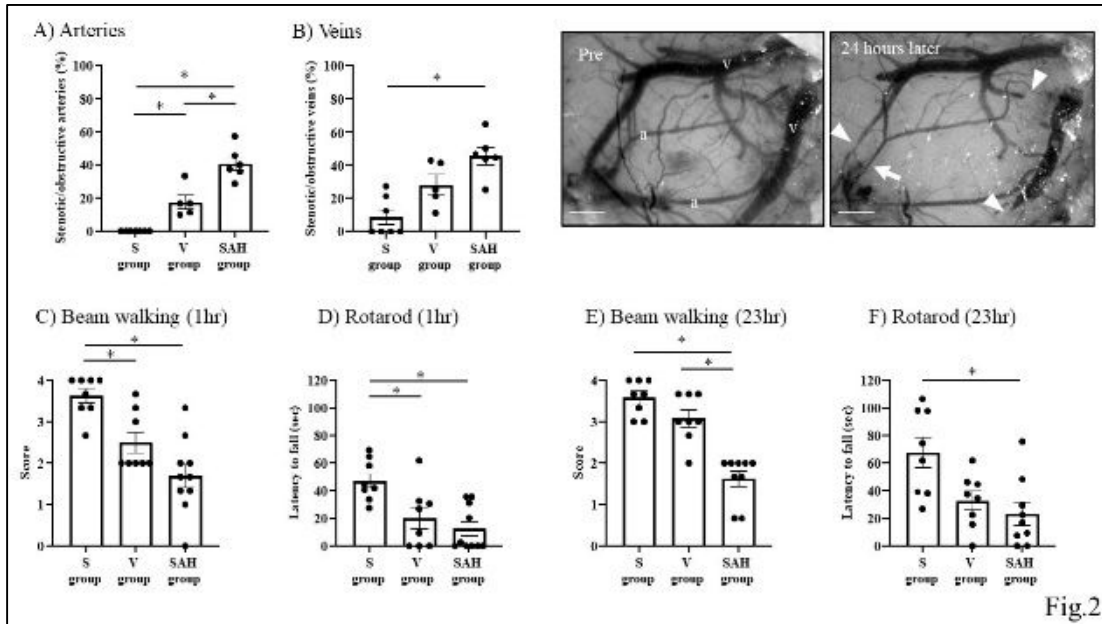 A) Arteries
Stenotic/obstructive arteries (%)
100
80
60
40
20
0
*
*
*
S group
V group
SAH group
B) Veins
Stenotic/obstructive veins (%)
100
80
60
40
20
0
*
S group
V group
SAH group
Pre
V
V
a
a
24 hours later
C) Beam walking (1hr)
Score
4
3
2
1
0
*
*
S group
V group
SAH group
D) Rotarod (1hr)
Latency to fall (sec)
120
100
80
60
40
20
0
*
*
S group
V group
SAH group
E) Beam walking (23hr)
Score
4
3
2
1
0
*
*
S group
V group
SAH group
F) Rotarod (23hr)
Latency to fall (sec)
120
100
80
60
40
20
0
*
S group
V group
SAH group
Fig.2